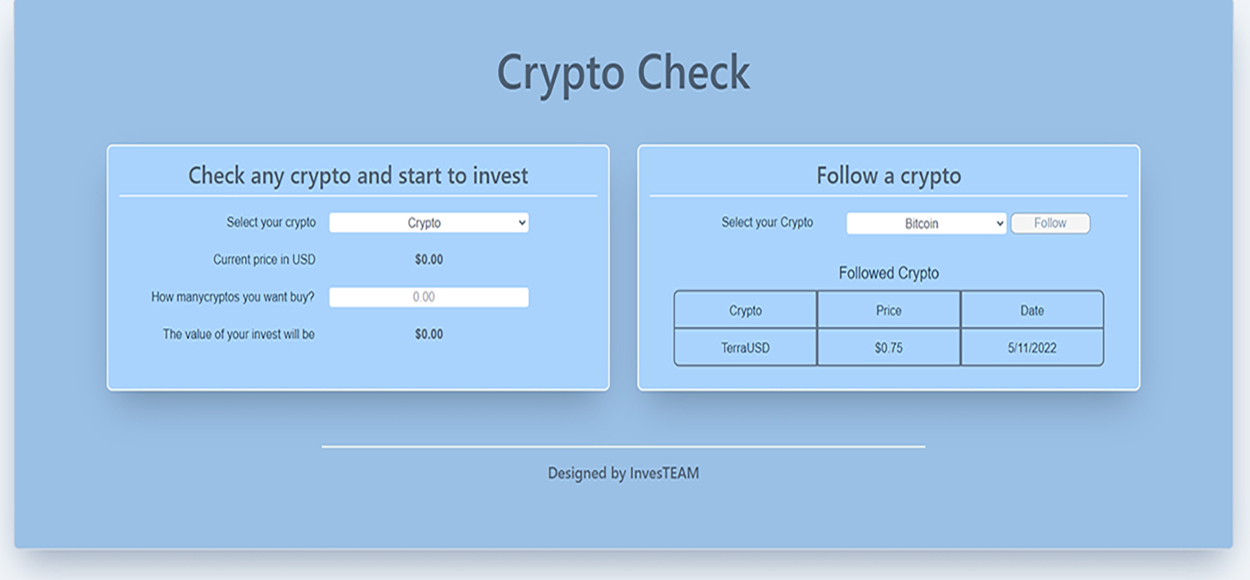 Crypto Check
Check any crypto and start to invest
Select your crypto Crypto
Current price in USD $0.00
How manycryptos you want buy? 0.00
The value of your invest will be $0.00
Follow a crypto
Select your Crypto Bitcoin Follow
Followed Crypto
Crypto Price Date
TerraUSD $0.75 5/11/2022
Designed by InvesTEAM